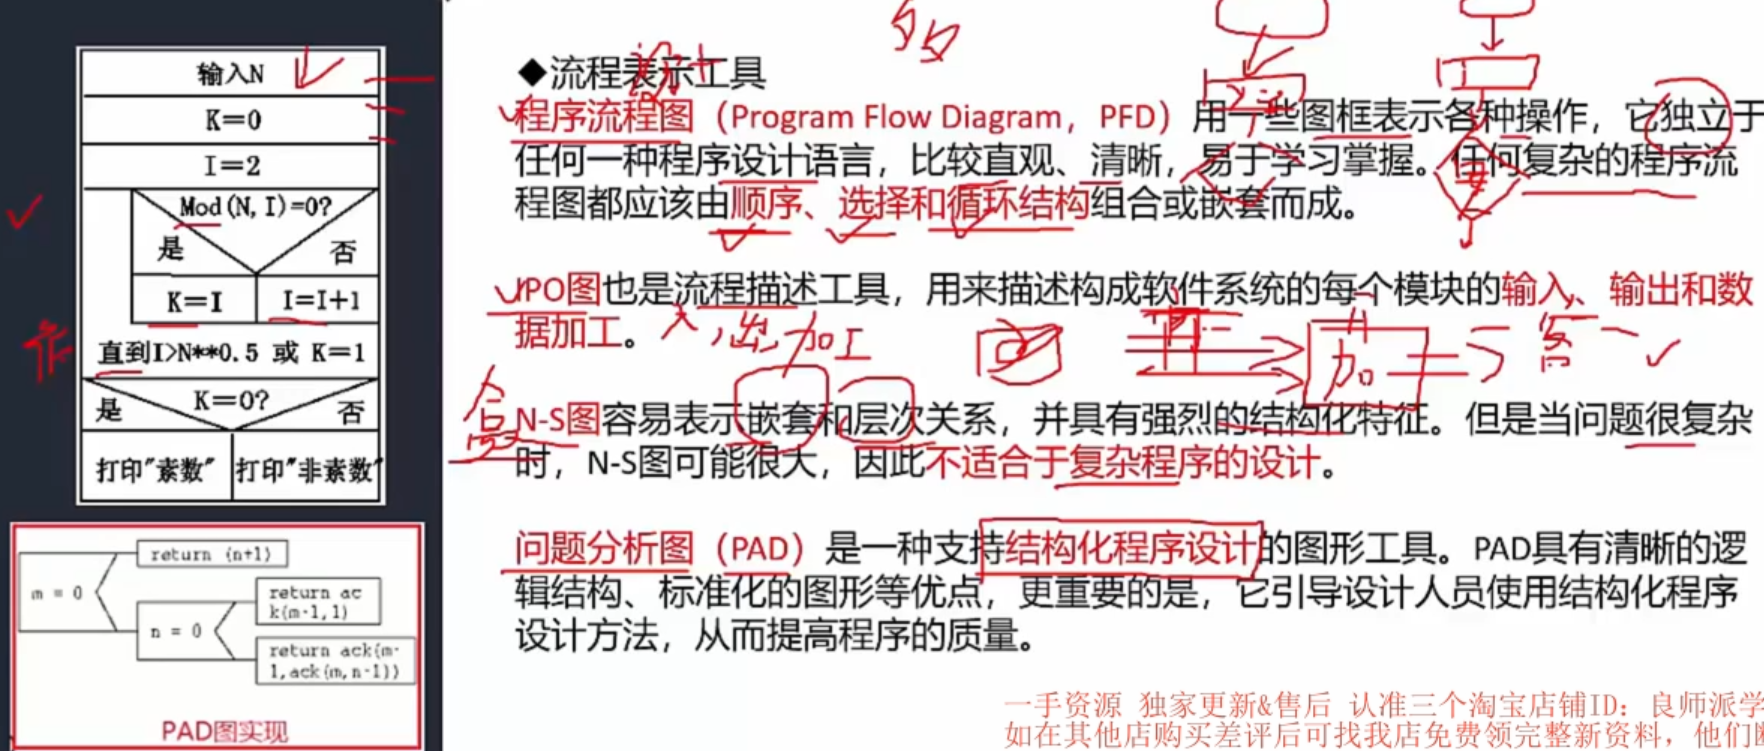 输入N
K=0
I=2
Mod(N,I)=0?
是 否
K=I I=I+1
直到I>N**0.5 或 K=1
K=0?
是 否
打印"素数" 打印"非素数"
return (n+1)
m = 0
return ac
k(m-1,1)
n = 0
return ack(m-
1,ack(m,n-1))
PAD图实现
◆流程表示工具
程序流程图（Program Flow Diagram，PFD）用一些图框表示各种操作，它独立于
任何一种程序设计语言，比较直观、清晰，易于学习掌握。任何复杂的程序流
程图都应该由顺序、选择和循环结构组合或嵌套而成。
IPO图也是流程描述工具，用来描述构成软件系统的每个模块的输入、输出和数
据加工。
入，出，加工
加
N-S图容易表示嵌套和层次关系，并具有强烈的结构化特征。但是当问题很复杂
时，N-S图可能很大，因此不适合于复杂程序的设计。
问题分析图（PAD）是一种支持结构化程序设计的图形工具。PAD具有清晰的逻
辑结构、标准化的图形等优点，更重要的是，它引导设计人员使用结构化程序
设计方法，从而提高程序的质量。
一手资源 独家更新&售后 认准三个淘宝店铺ID：良师派学
如在其他店购买差评后可找我店免费领完整新资料，他们